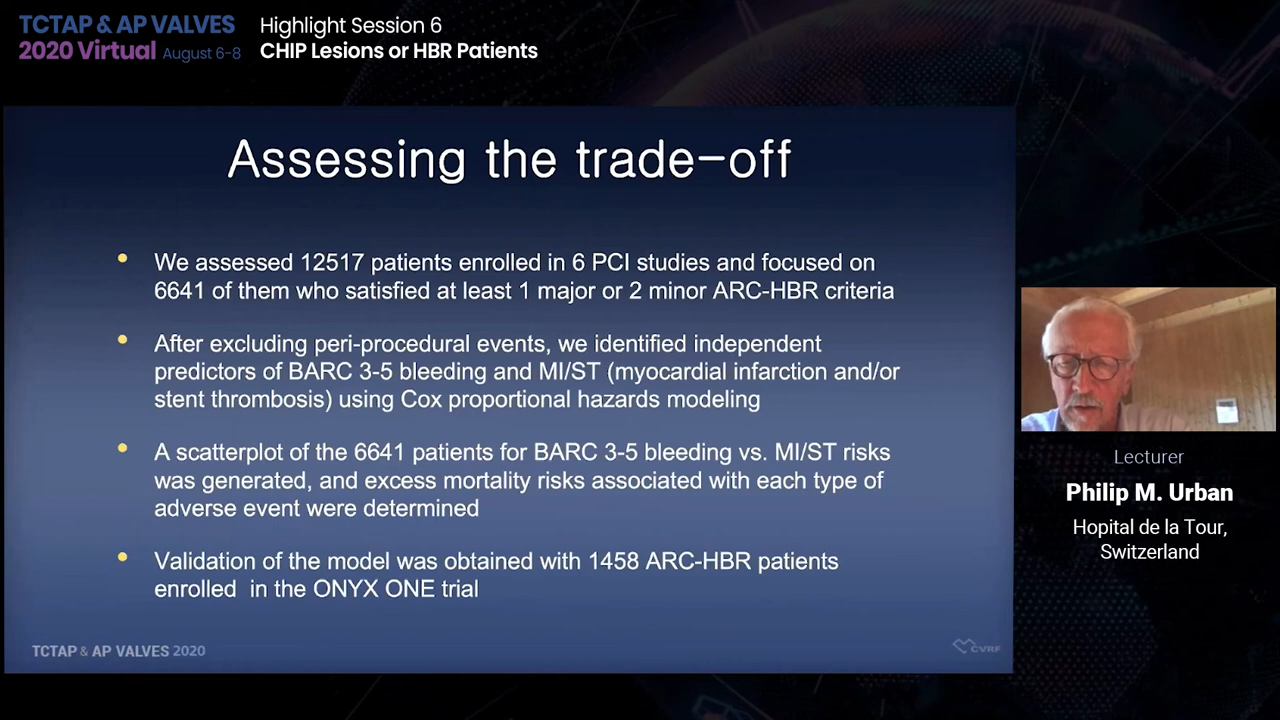 TCTAP & AP VALVES
2020 Virtual August 6-8
Highlight Session 6
CHIP Lesions or HBR Patients
Assessing the trade-off
• We assessed 12517 patients enrolled in 6 PCI studies and focused on
6641 of them who satisfied at least 1 major or 2 minor ARC-HBR criteria
• After excluding peri-procedural events, we identified independent
predictors of BARC 3-5 bleeding and MI/ST (myocardial infarction and/or
stent thrombosis) using Cox proportional hazards modeling
• A scatterplot of the 6641 patients for BARC 3-5 bleeding vs. MI/ST risks
was generated, and excess mortality risks associated with each type of
adverse event were determined
• Validation of the model was obtained with 1458 ARC-HBR patients
enrolled in the ONYX ONE trial
TCTAP & AP VALVES 2020
CVRF
Lecturer
Philip M. Urban
Hopital de la Tour,
Switzerland